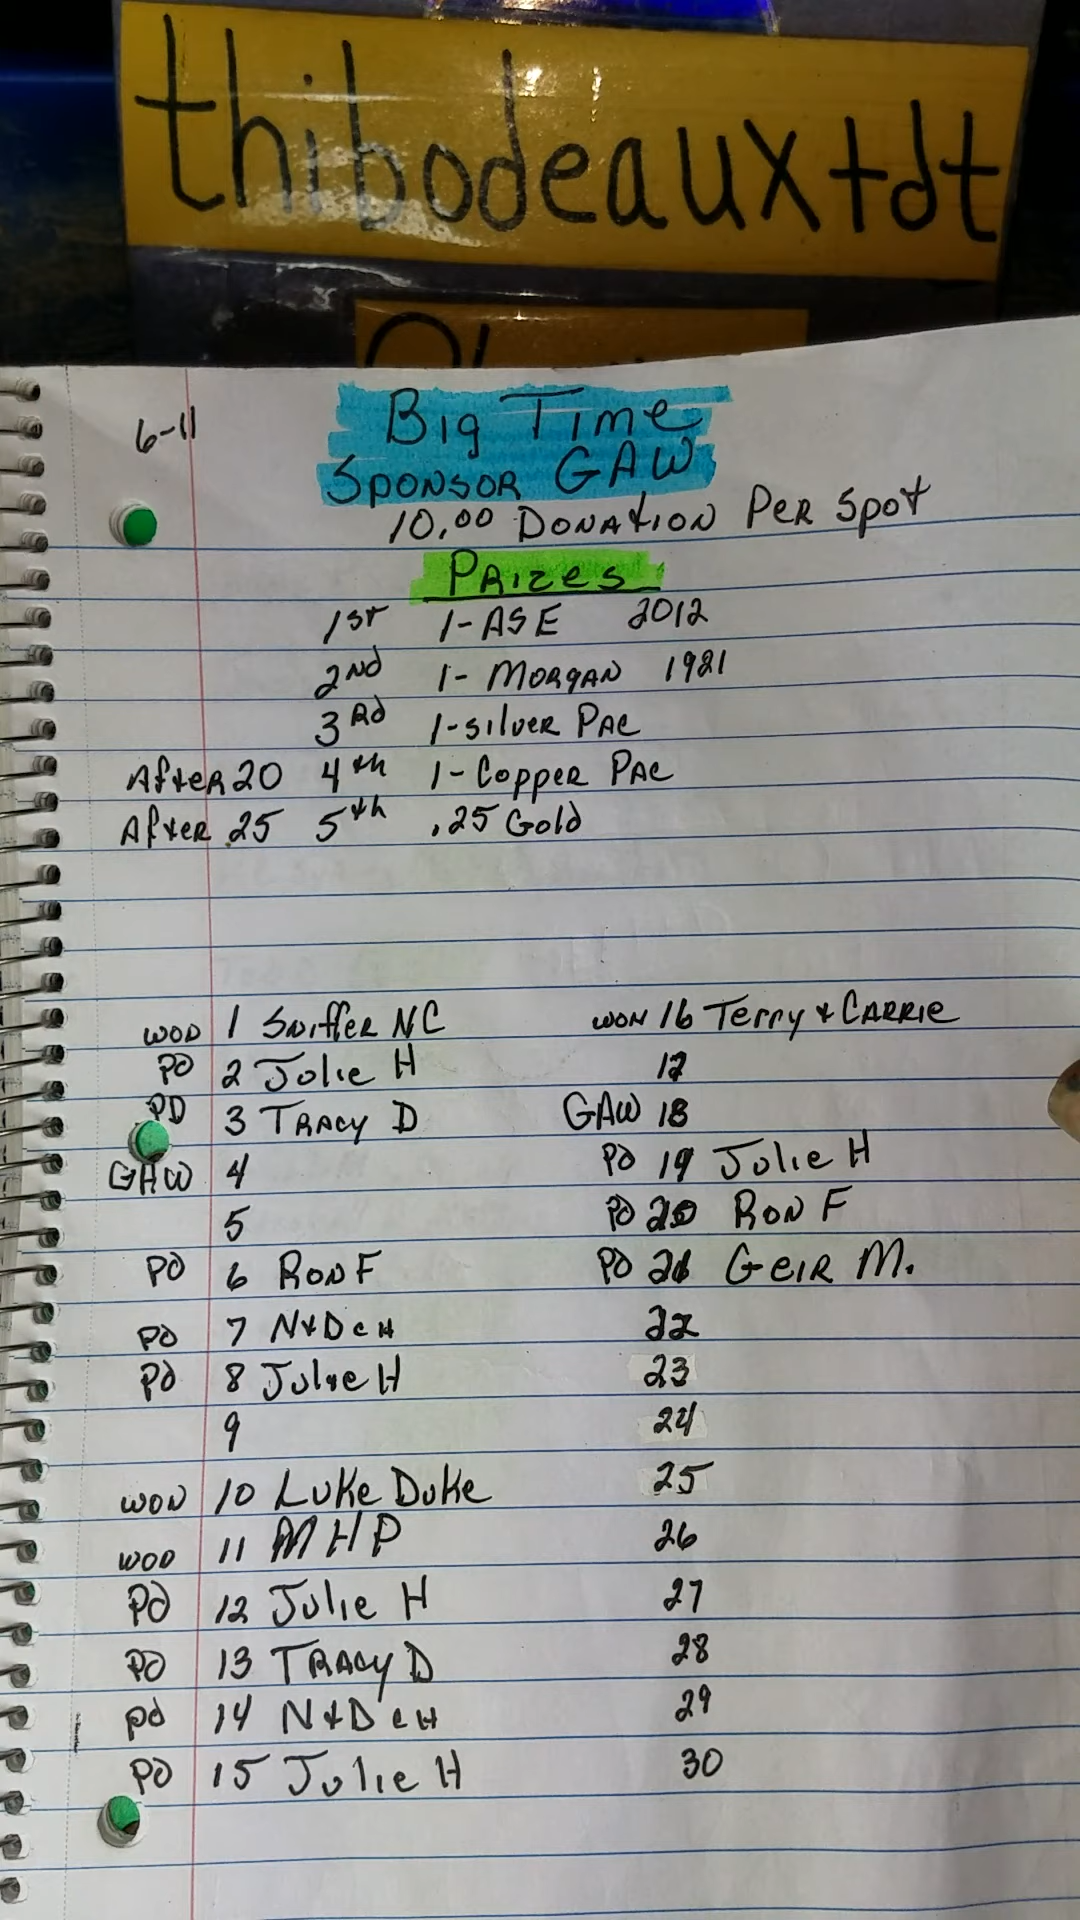 thibodeauxtdt
6-11
Big Time
Sponsor GAW
10.00 Donation Per Spot
Prizes
1st 1-ASE 2012
2nd 1-Morgan 1921
3rd 1-Silver Pac
After 20 4th 1-Copper Pac
After 25 5th .25 Gold
won 1 Sniffer NC
PD 2 Julie H
PD 3 Tracy D
GAW 4
5
PD 6 Ron F
PD 7 N+D CH
Pd 8 Julie H
9
won 10 Luke Duke
won 11 MHP
Pd 12 Julie H
PD 13 Tracy D
pd 14 N+D CH
PD 15 Julie H
won 16 Terry + Carrie
17
GAW 18
PD 19 Julie H
PD 20 Ron F
PD 21 Geir M.
22
23
24
25
26
27
28
29
30